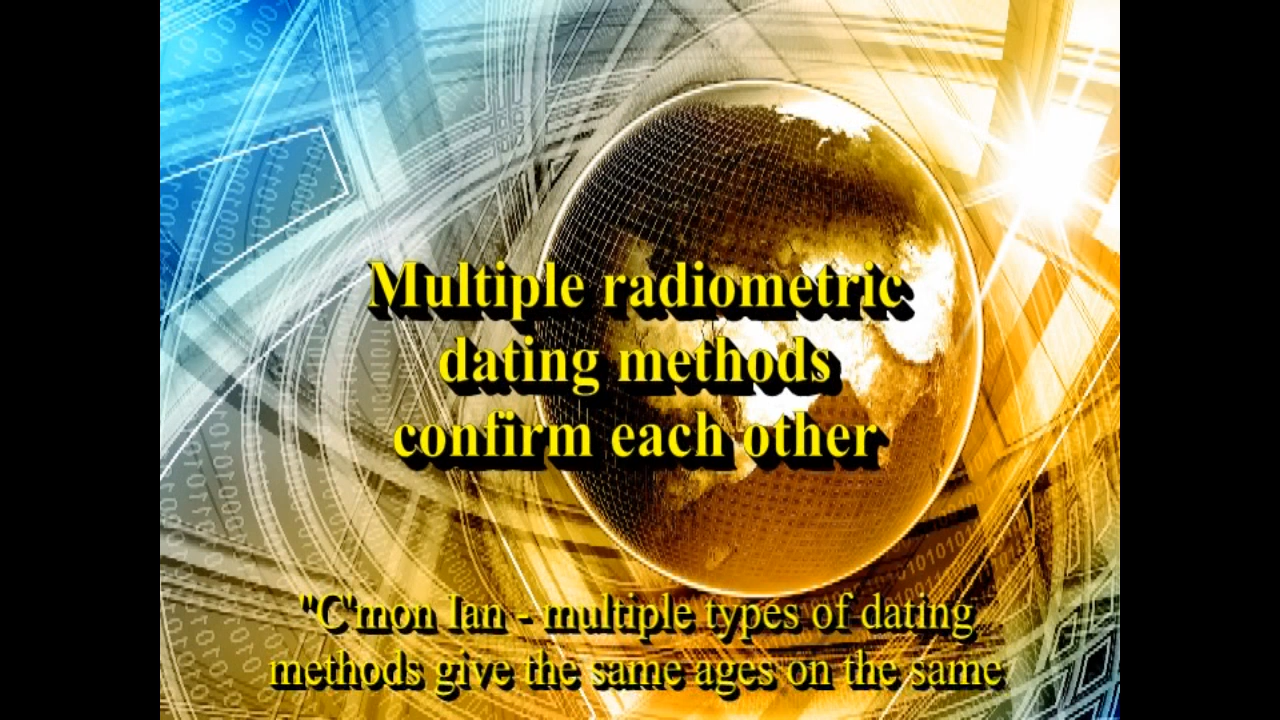 Multiple radiometric
dating methods
confirm each other
"C'mon Ian - multiple types of dating
methods give the same ages on the same